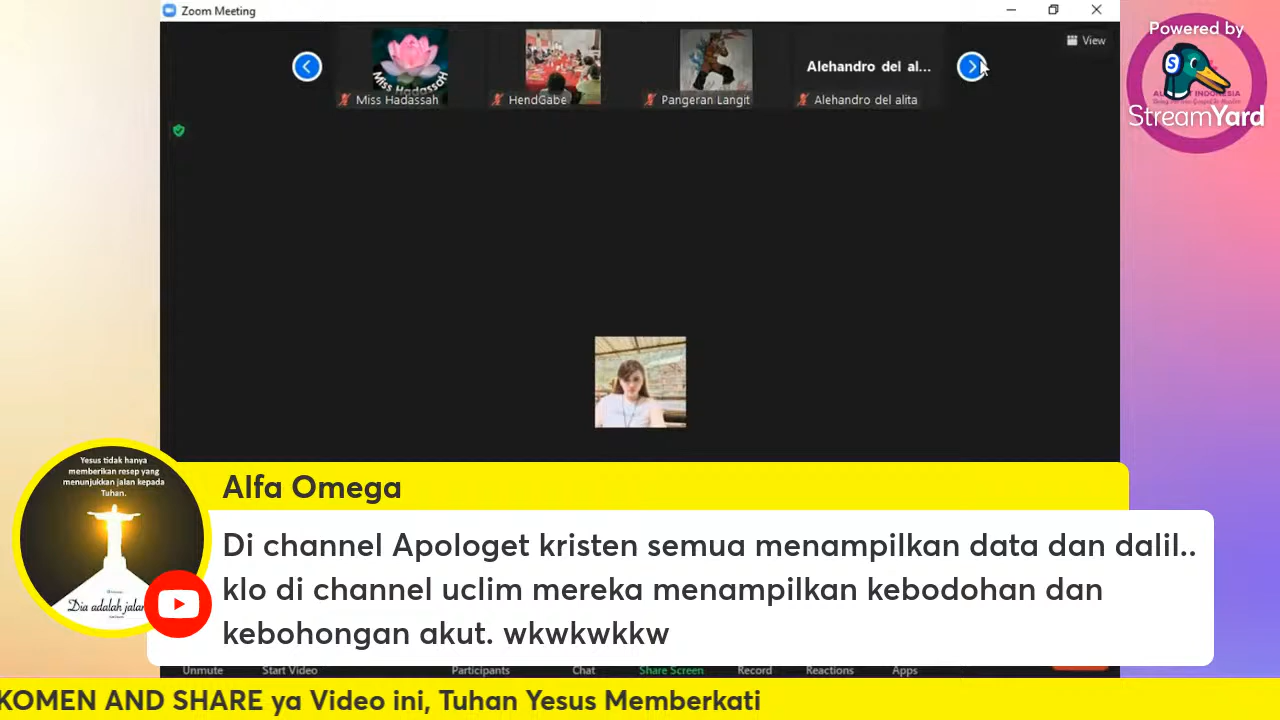 Zoom Meeting
View
Powered by
StreamYard
Miss Hadassah
Alehandro del al...
Miss Hadassah
HendGabe
Pangeran Langit
Alehandro del alita
Yesus tidak hanya
memberikan resep yang
menunjukkan jalan kepada
Tuhan.
Alfa Omega
Di channel Apologet kristen semua menampilkan data dan dalil..
klo di channel uclim mereka menampilkan kebodohan dan
kebohongan akut. wkwkwkkw
Dia adalah jalan
Unmute
Start Video
Participants
Chat
Share Screen
Record
Reactions
Apps
KOMEN AND SHARE ya Video ini, Tuhan Yesus Memberkati